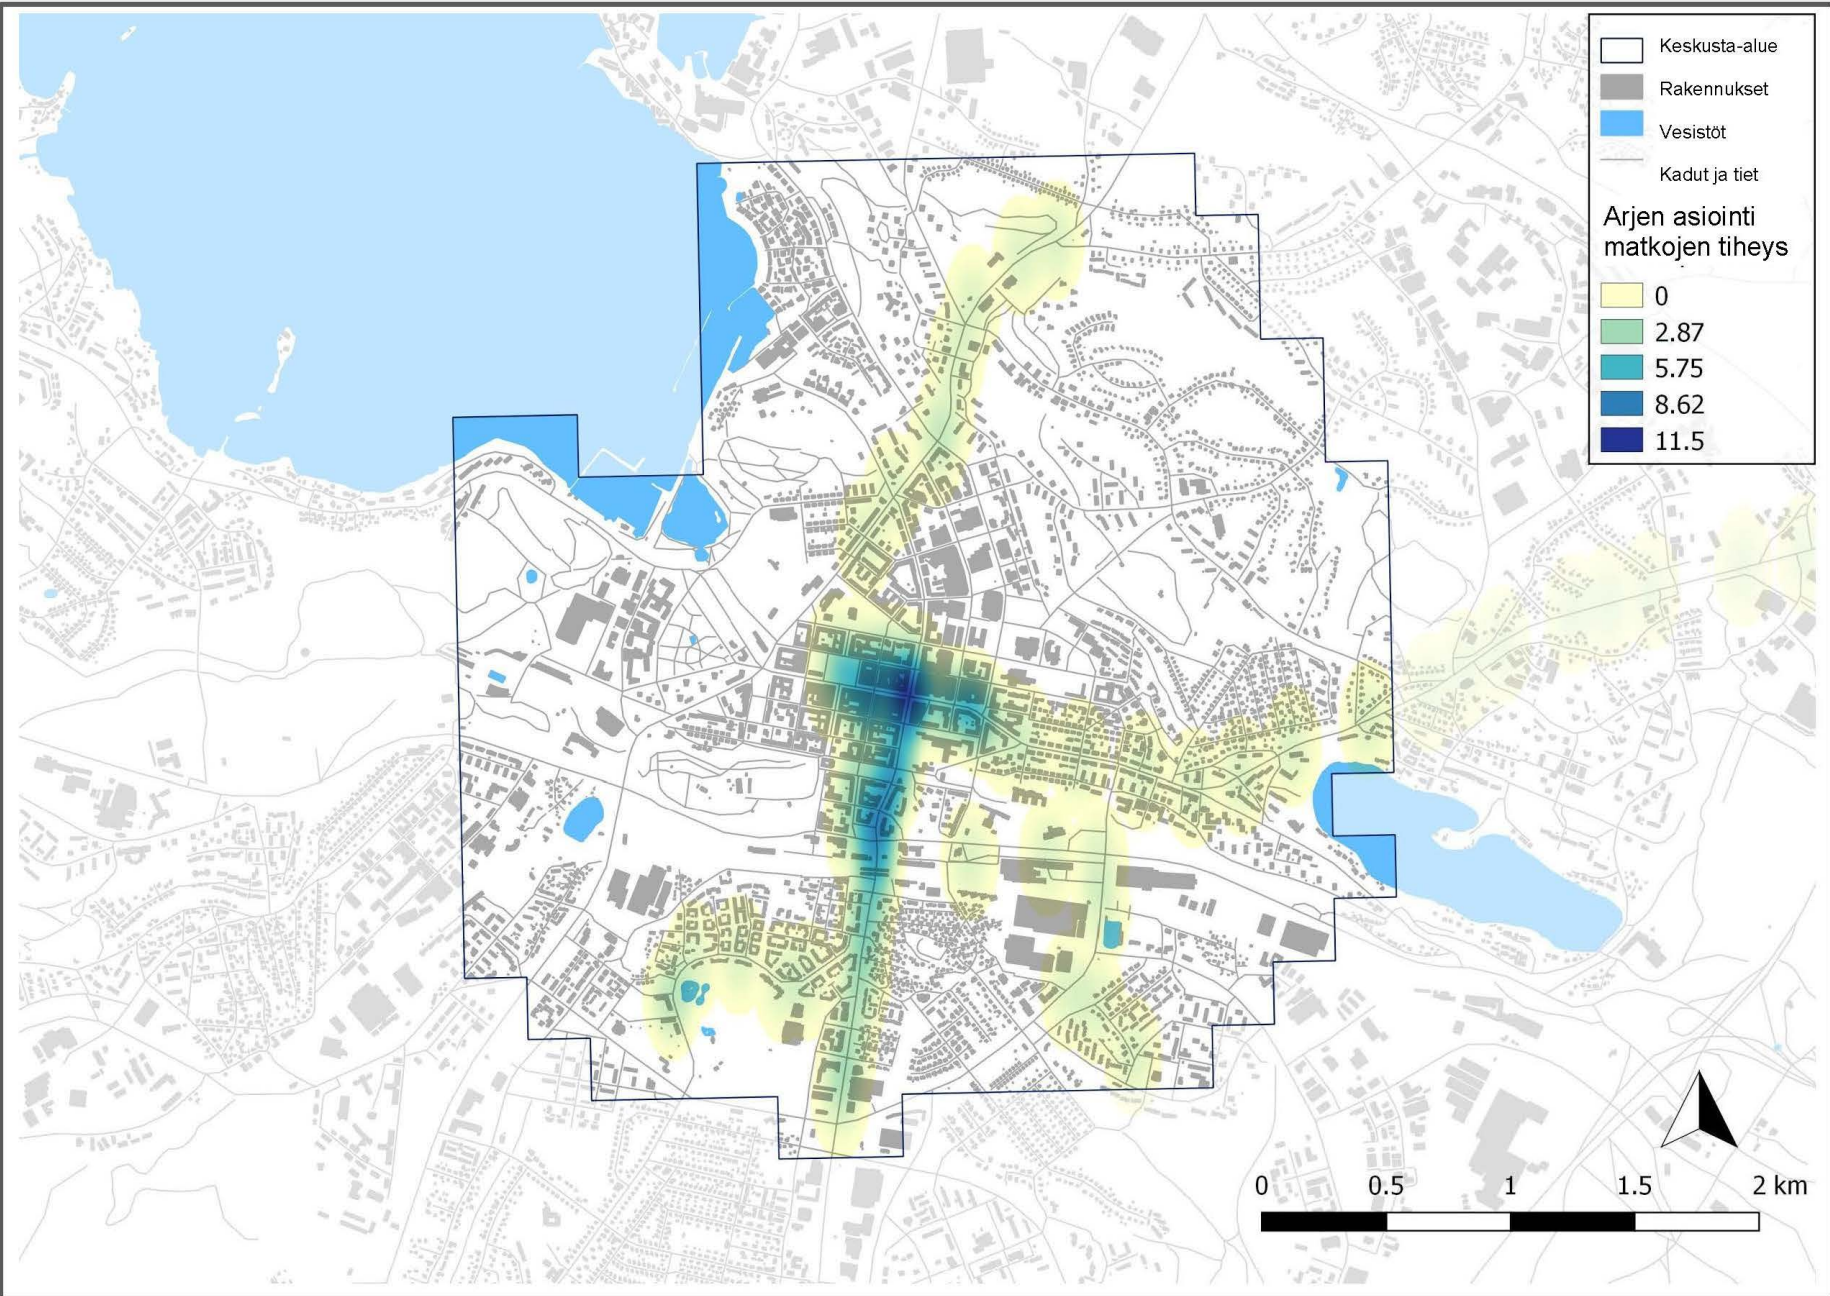 Keskusta-alue
Rakennukset
Vesistöt
Kadut ja tiet
Arjen asiointi
matkojen tiheys
0
2.87
5.75
8.62
11.5
0 0.5 1 1.5 2 km